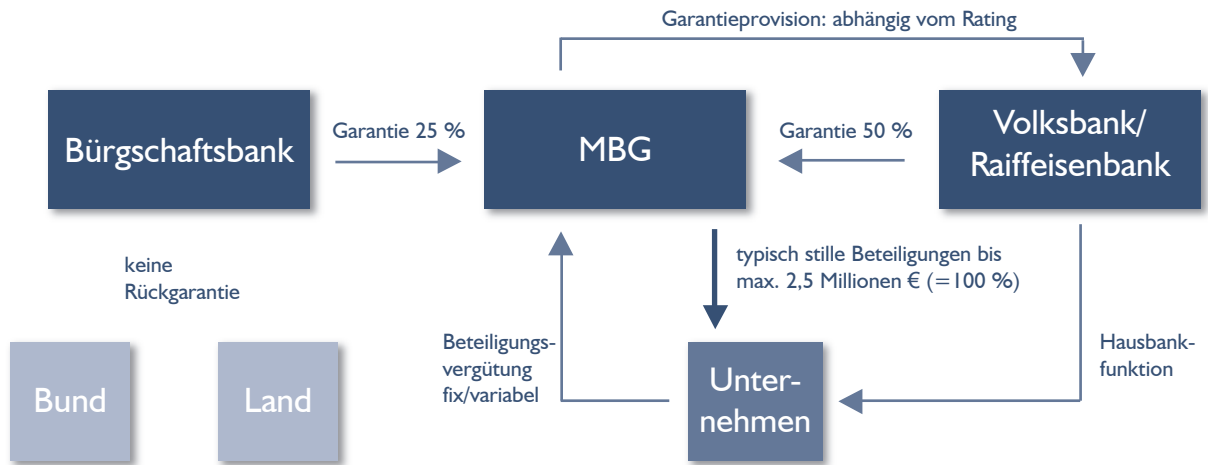 Garantieprovision: abhängig vom Rating
Bürgschaftsbank
Garantie 25 %
MBG
Garantie 50 %
Volksbank/
Raiffeisenbank
keine
Rückgarantie
typisch stille Beteiligungen bis
max. 2,5 Millionen € (=100 %)
Beteiligungs-
vergütung
fix/variabel
Hausbank-
funktion
Bund
Land
Unter-
nehmen